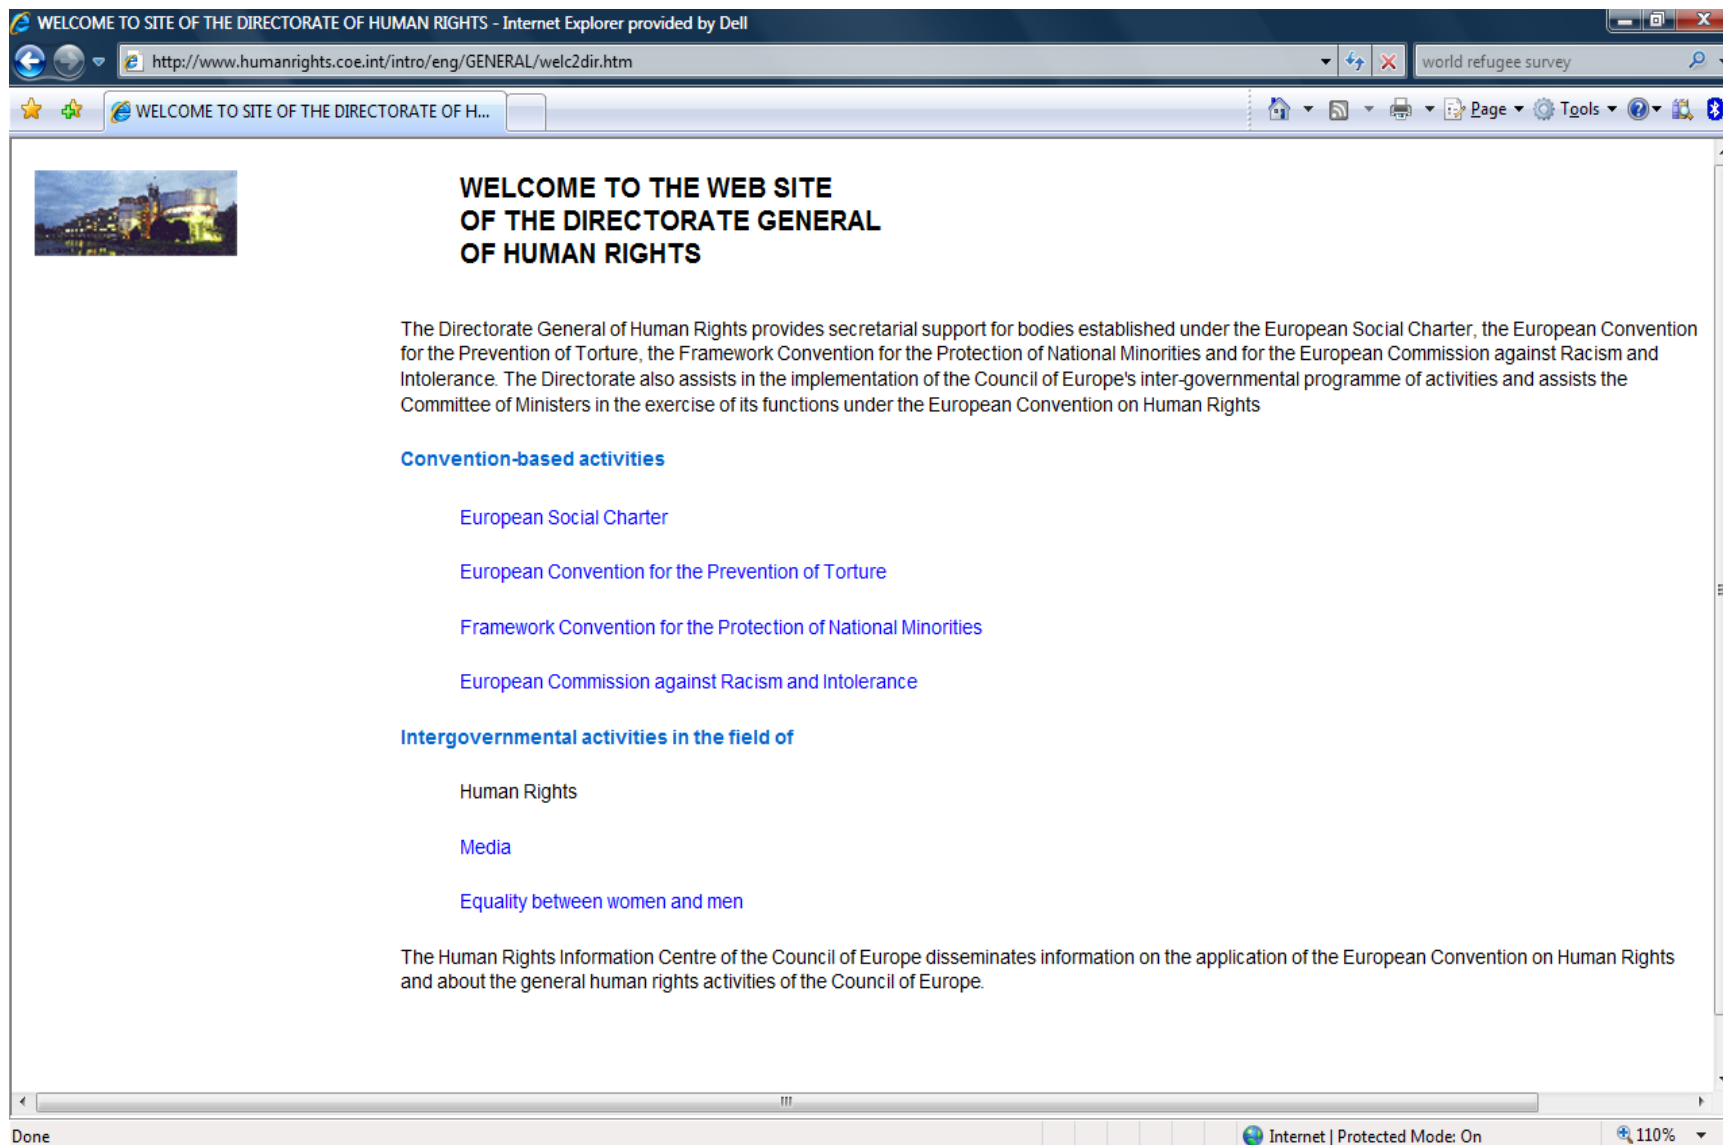 WELCOME TO SITE OF THE DIRECTORATE OF HUMAN RIGHTS - Internet Explorer provided by Dell
http://www.humanrights.coe.int/intro/eng/GENERAL/welc2dir.htm
world refugee survey
WELCOME TO SITE OF THE DIRECTORATE OF H...
Page
Tools
WELCOME TO THE WEB SITE
OF THE DIRECTORATE GENERAL
OF HUMAN RIGHTS
The Directorate General of Human Rights provides secretarial support for bodies established under the European Social Charter, the European Convention
for the Prevention of Torture, the Framework Convention for the Protection of National Minorities and for the European Commission against Racism and
Intolerance. The Directorate also assists in the implementation of the Council of Europe's inter-governmental programme of activities and assists the
Committee of Ministers in the exercise of its functions under the European Convention on Human Rights
Convention-based activities
European Social Charter
European Convention for the Prevention of Torture
Framework Convention for the Protection of National Minorities
European Commission against Racism and Intolerance
Intergovernmental activities in the field of
Human Rights
Media
Equality between women and men
The Human Rights Information Centre of the Council of Europe disseminates information on the application of the European Convention on Human Rights
and about the general human rights activities of the Council of Europe.
Done
Internet | Protected Mode: On
110%